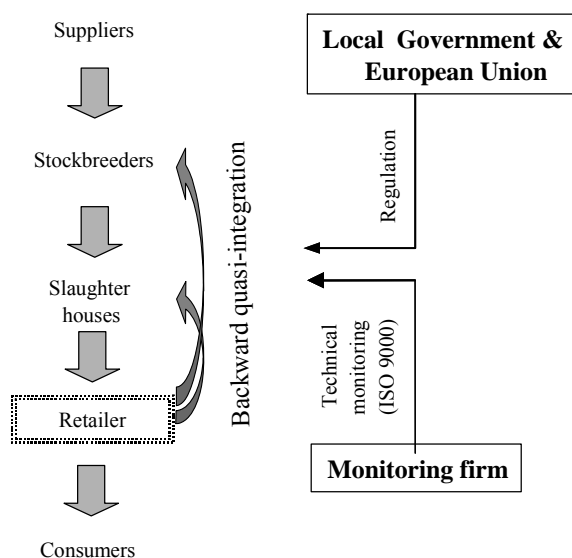 Suppliers
Stockbreeders
Slaughter
houses
Retailer
Consumers
Backward quasi-integration
Local Government &
European Union
Regulation
Technical
monitoring
(ISO 9000)
Monitoring firm